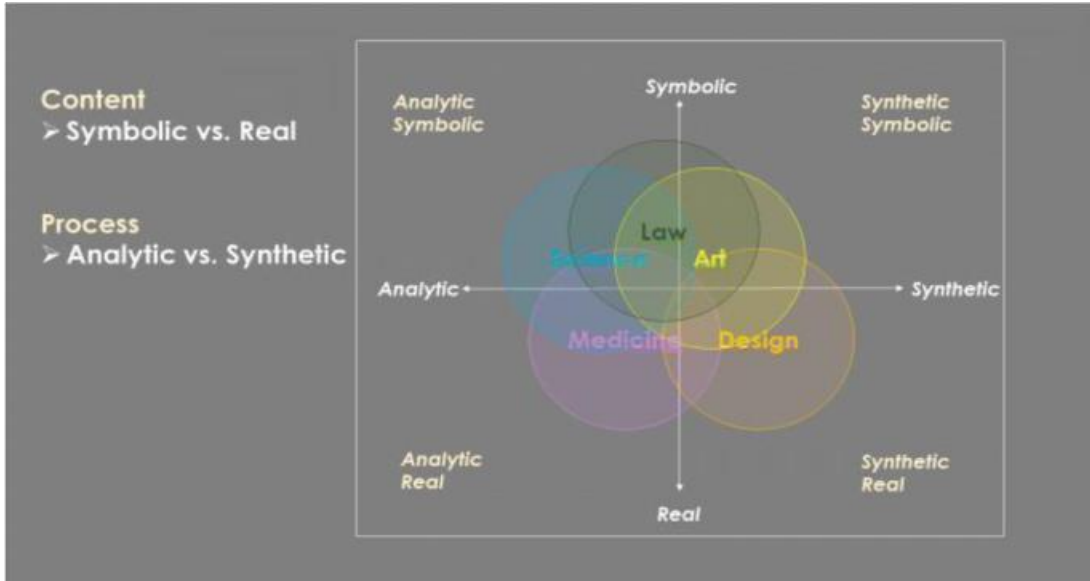 Content
➢ Symbolic vs. Real
Process
➢ Analytic vs. Synthetic
Analytic
Symbolic
Symbolic
Synthetic
Symbolic
Law
Science
Art
Analytic
Synthetic
Medicine
Design
Analytic
Real
Synthetic
Real
Real